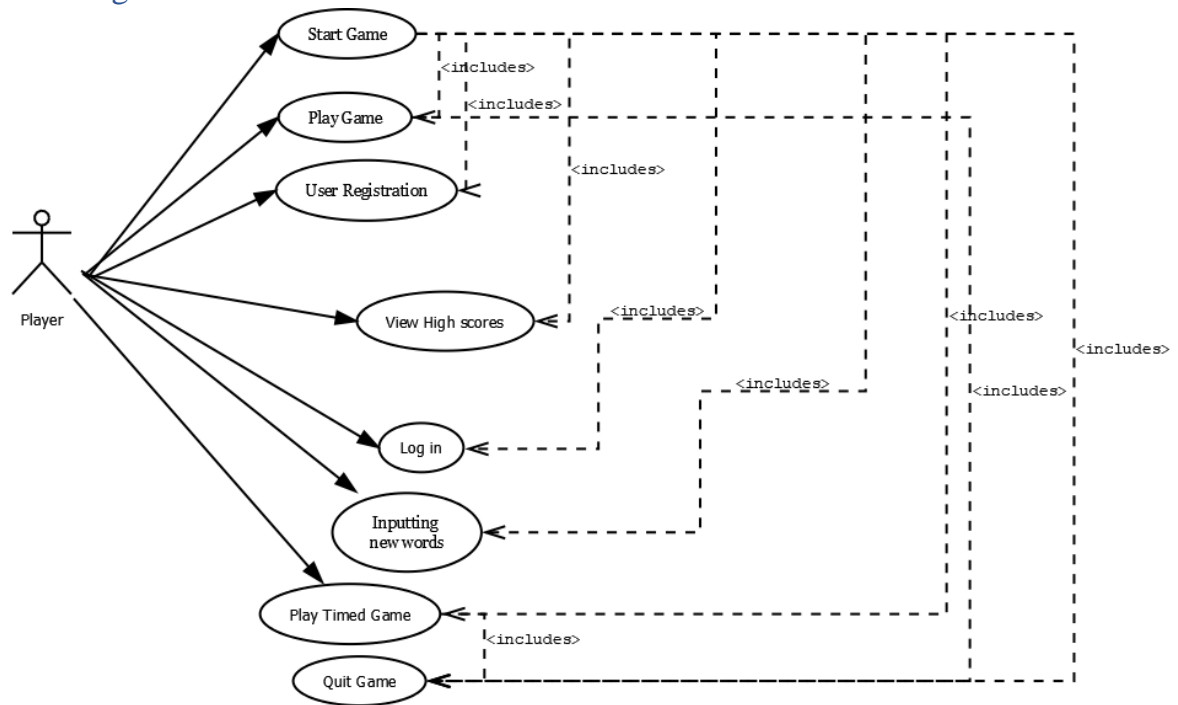 Start Game
<includes>
Play Game
<includes>
<includes>
User Registration
Player
View High scores
<includes>
<includes>
<includes>
<includes>
<includes>
Log in
Inputting
new words
Play Timed Game
<includes>
Quit Game